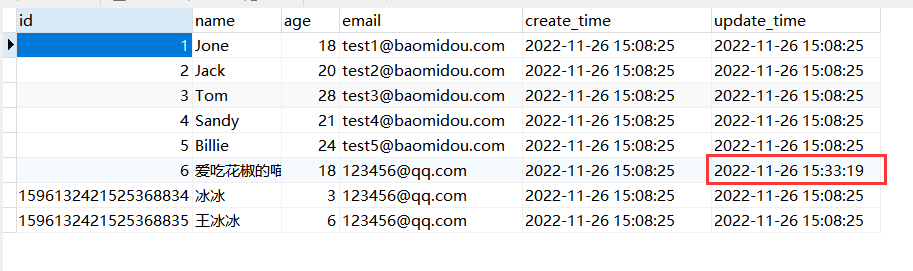 id name age email create_time update_time
1 Jone 18 test1@baomidou.com 2022-11-26 15:08:25 2022-11-26 15:08:25
2 Jack 20 test2@baomidou.com 2022-11-26 15:08:25 2022-11-26 15:08:25
3 Tom 28 test3@baomidou.com 2022-11-26 15:08:25 2022-11-26 15:08:25
4 Sandy 21 test4@baomidou.com 2022-11-26 15:08:25 2022-11-26 15:08:25
5 Billie 24 test5@baomidou.com 2022-11-26 15:08:25 2022-11-26 15:08:25
6 爱吃花椒的 18 123456@qq.com 2022-11-26 15:08:25 2022-11-26 15:33:19
1596132421525368834 冰冰 3 123456@qq.com 2022-11-26 15:08:25 2022-11-26 15:08:25
1596132421525368835 王冰冰 6 123456@qq.com 2022-11-26 15:08:25 2022-11-26 15:08:25